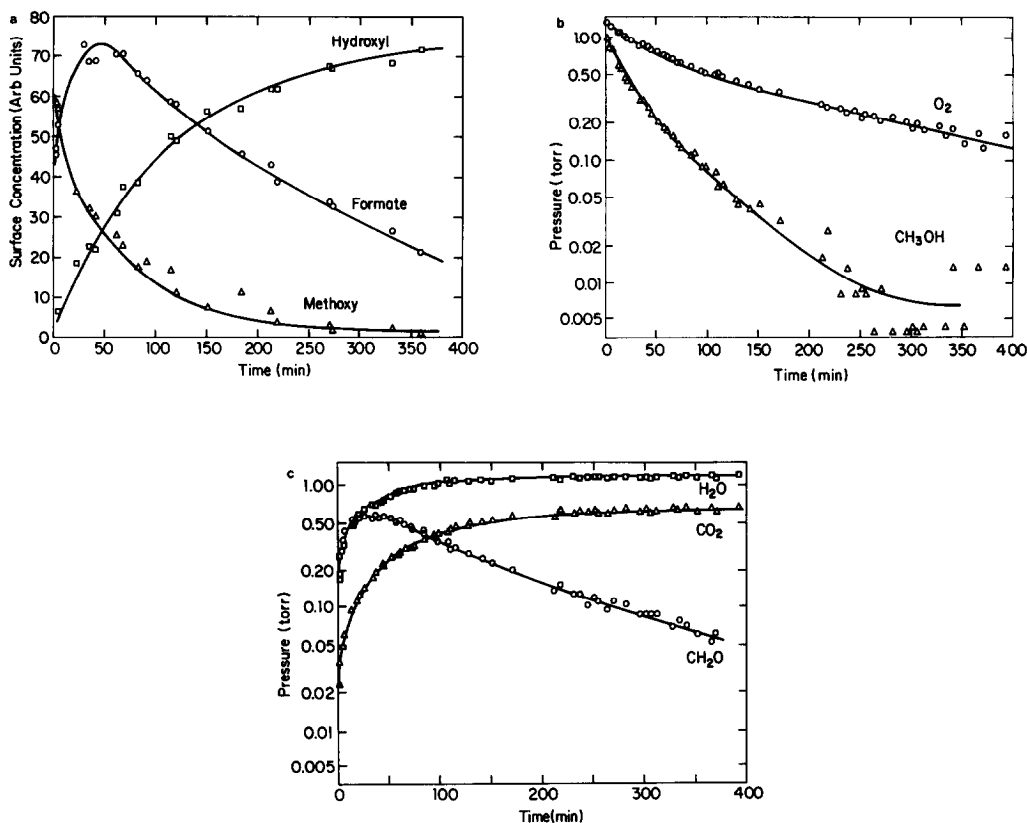 a
Surface Concentration (Arb Units)
80
70
60
50
40
30
20
10
0
Hydroxyl
Formate
Methoxy
0 50 100 150 200 250 300 350 400
Time (min)
b
Pressure (torr)
1.00
0.50
0.20
0.10
0.05
0.02
0.01
0.005
O2
CH3OH
0 50 100 150 200 250 300 350 400
Time (min)
c
Pressure (torr)
1.00
0.50
0.20
0.10
0.05
0.02
0.01
0.005
H2O
CO2
CH2O
0 100 200 300 400
Time(min)